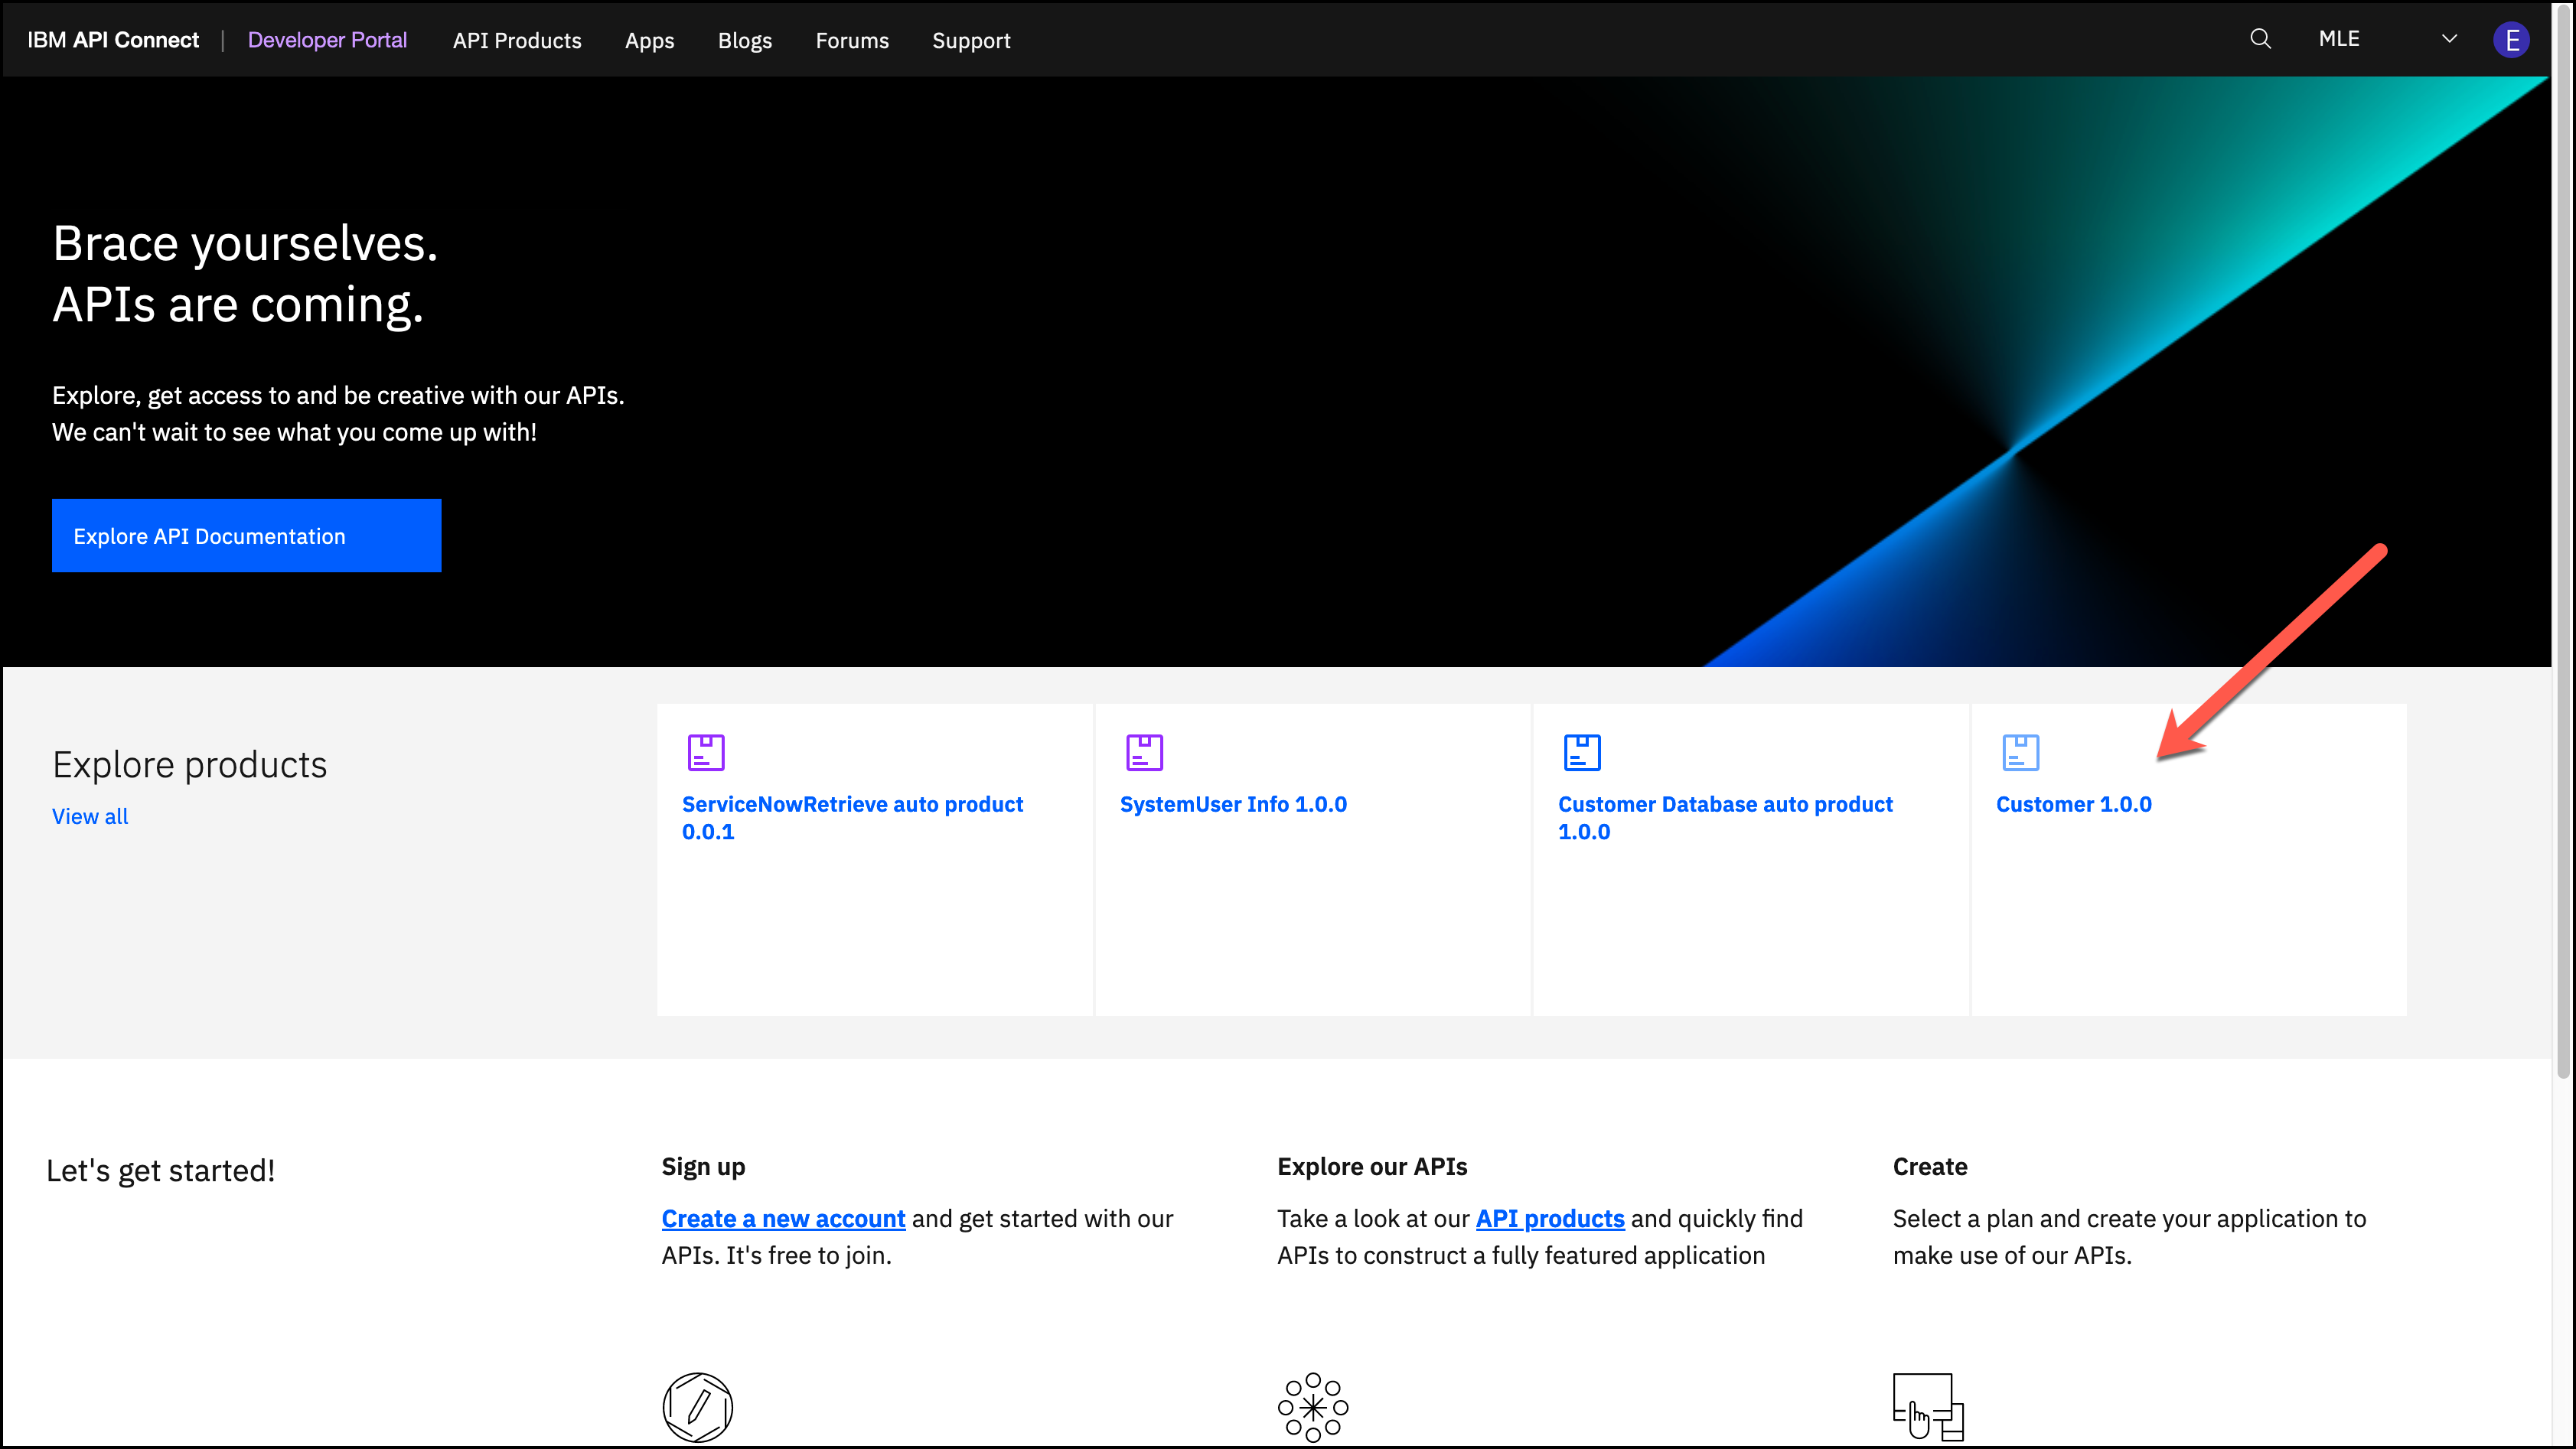 IBM API Connect | Developer Portal API Products Apps Blogs Forums Support MLE E
Brace yourselves.
APIs are coming.
Explore, get access to and be creative with our APIs.
We can't wait to see what you come up with!
Explore API Documentation
Explore products
View all
ServiceNowRetrieve auto product
0.0.1
SystemUser Info 1.0.0
Customer Database auto product
1.0.0
Customer 1.0.0
Let's get started!
Sign up
Create a new account and get started with our
APIs. It's free to join.
Explore our APIs
Take a look at our API products and quickly find
APIs to construct a fully featured application
Create
Select a plan and create your application to
make use of our APIs.